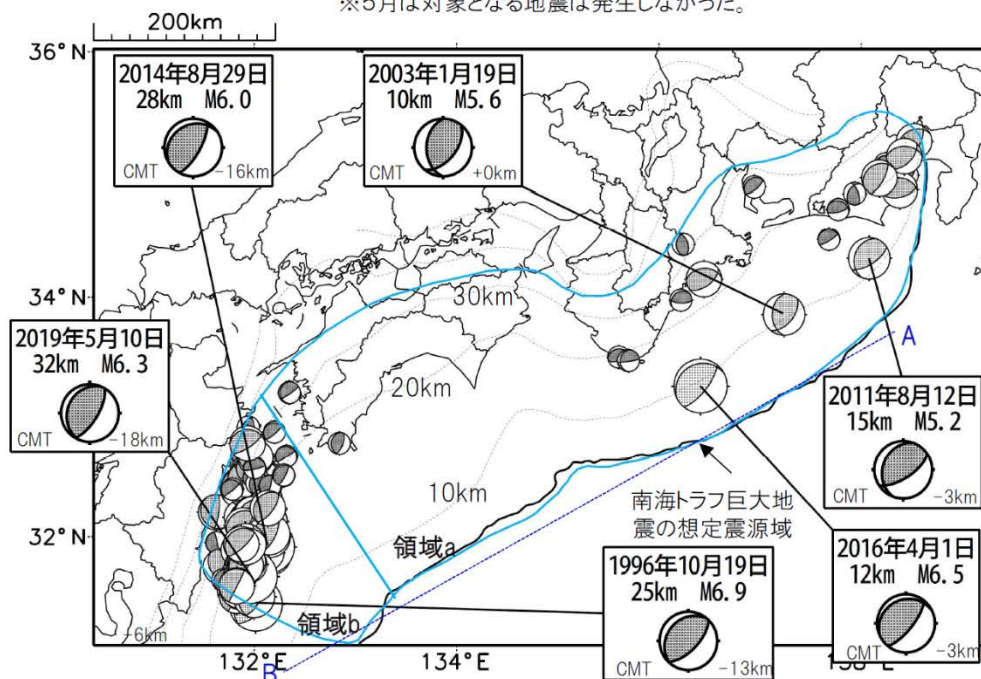 ※5月は対象となる地震は発生しなかった。
200km
36°N
2014年8月29日
28km M6.0
CMT -16km
2003年1月19日
10km M5.6
CMT +0km
34°N
30km
2019年5月10日
32km M6.3
CMT -18km
20km
A
2011年8月12日
15km M5.2
CMT -3km
10km
南海トラフ巨大地
震の想定震源域
32°N
領域a
2016年4月1日
12km M6.5
CMT -3km
1996年10月19日
25km M6.9
CMT -13km
領域b
-6km
132°E
134°E
B